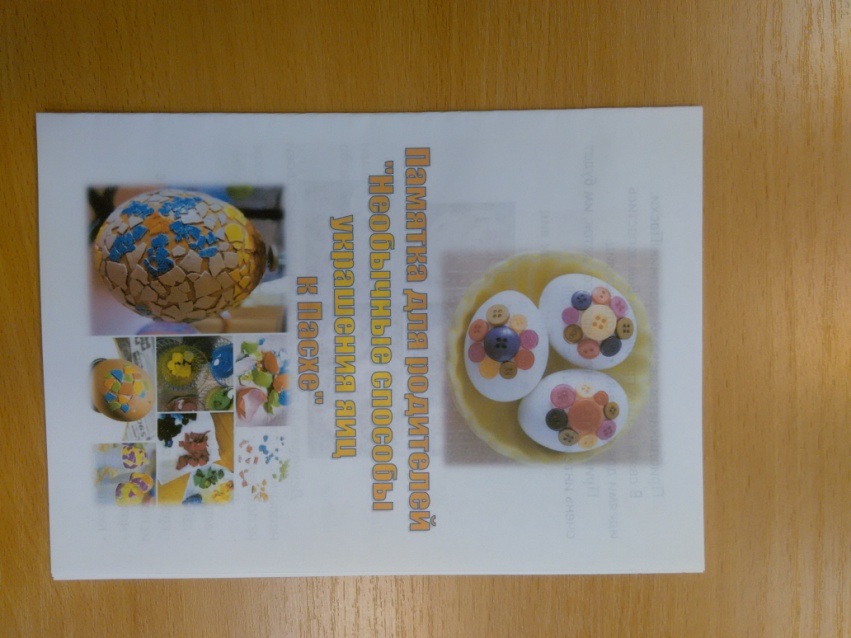 Памятка для родителей
"Необычные способы
украшения яиц
к Пасхе"